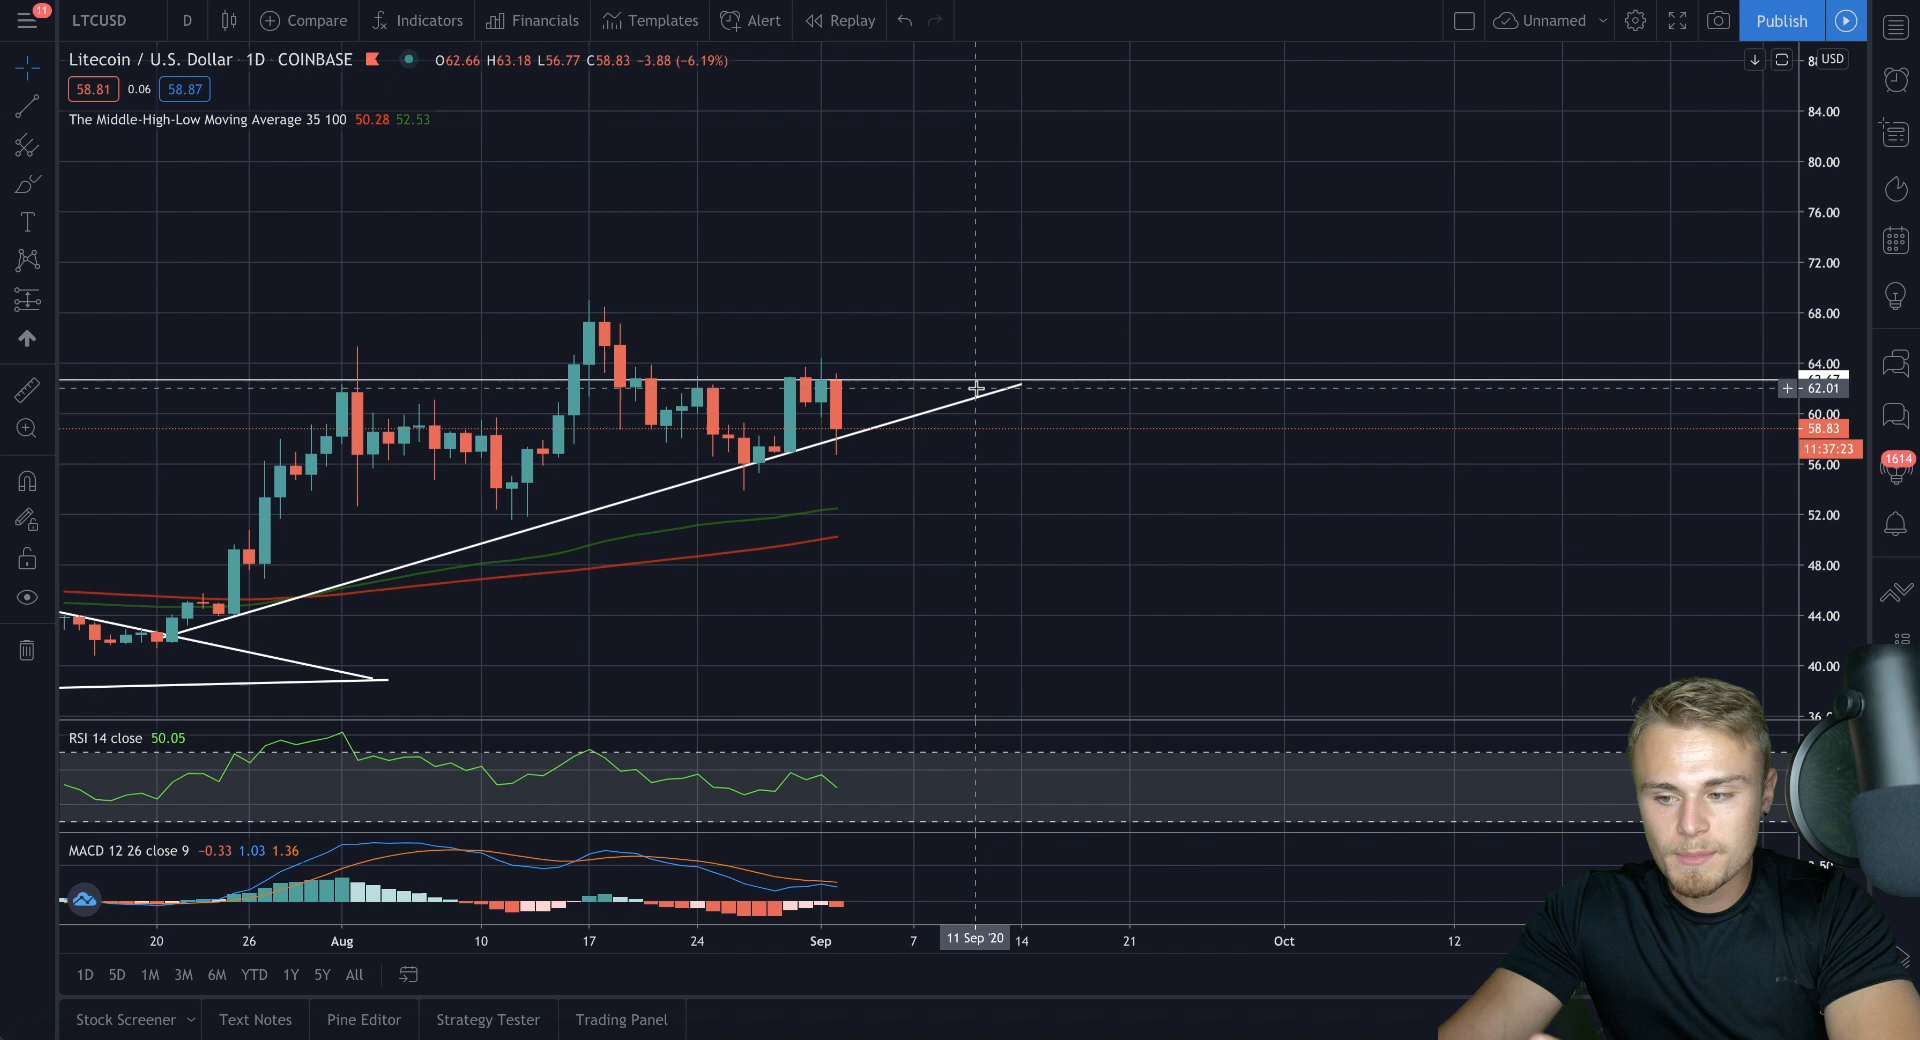 11
LTCUSD D Compare Indicators Financials Templates Alert Replay Unnamed Publish
Litecoin / U.S. Dollar 1D COINBASE O62.66 H63.18 L56.77 C58.83 −3.88 (−6.19%) USD
58.81 0.06 58.87
The Middle-High-Low Moving Average 35 100 50.28 52.53
84.00
80.00
76.00
72.00
68.00
64.00
62.01
60.00
58.83
11:37:23
56.00
1614
52.00
48.00
44.00
40.00
RSI 14 close 50.05
MACD 12 26 close 9 −0.33 1.03 1.36
20 26 Aug 10 17 24 Sep 7 11 Sep '20 14 21 Oct 12
1D 5D 1M 3M 6M YTD 1Y 5Y All
Stock Screener Text Notes Pine Editor Strategy Tester Trading Panel